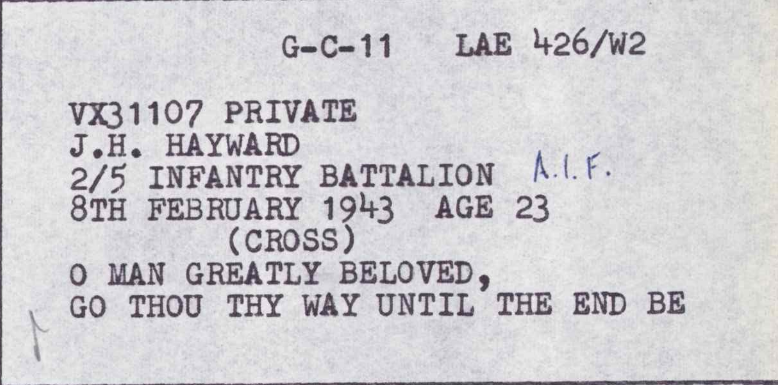 G-C-11 LAE 426/W2
VX31107 PRIVATE
J.H. HAYWARD
2/5 INFANTRY BATTALION A.I.F.
8TH FEBRUARY 1943 AGE 23
(CROSS)
O MAN GREATLY BELOVED,
GO THOU THY WAY UNTIL THE END BE